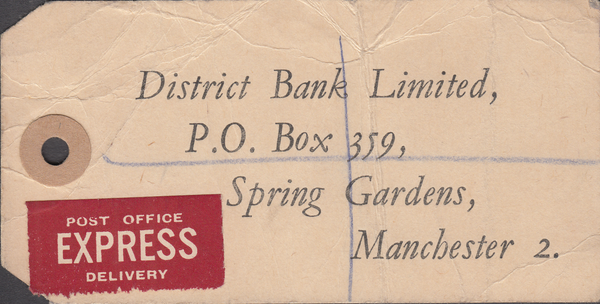 District Bank Limited,
P.O. Box 359,
Spring Gardens,
Manchester 2.
POST OFFICE
EXPRESS
DELIVERY